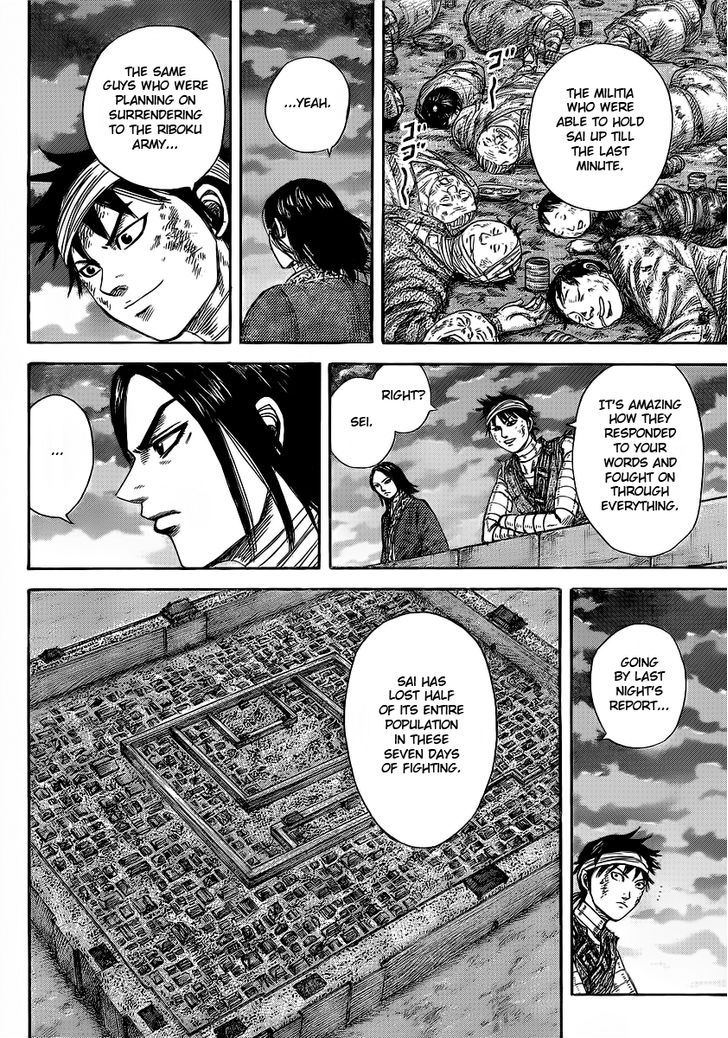 THE MILITIA
WHO WERE
ABLE TO HOLD
SAI UP TILL
THE LAST
MINUTE.
ゴ〜
ゴ〜
...YEAH.
THE SAME
GUYS WHO WERE
PLANNING ON
SURRENDERING
TO THE RIBOKU
ARMY...
IT'S AMAZING
HOW THEY
RESPONDED
TO YOUR
WORDS AND
FOUGHT ON
THROUGH
EVERYTHING.
RIGHT?
SEI.
...
GOING
BY LAST
NIGHT'S
REPORT...
SAI HAS
LOST HALF
OF ITS ENTIRE
POPULATION
IN THESE
SEVEN DAYS
OF FIGHTING.